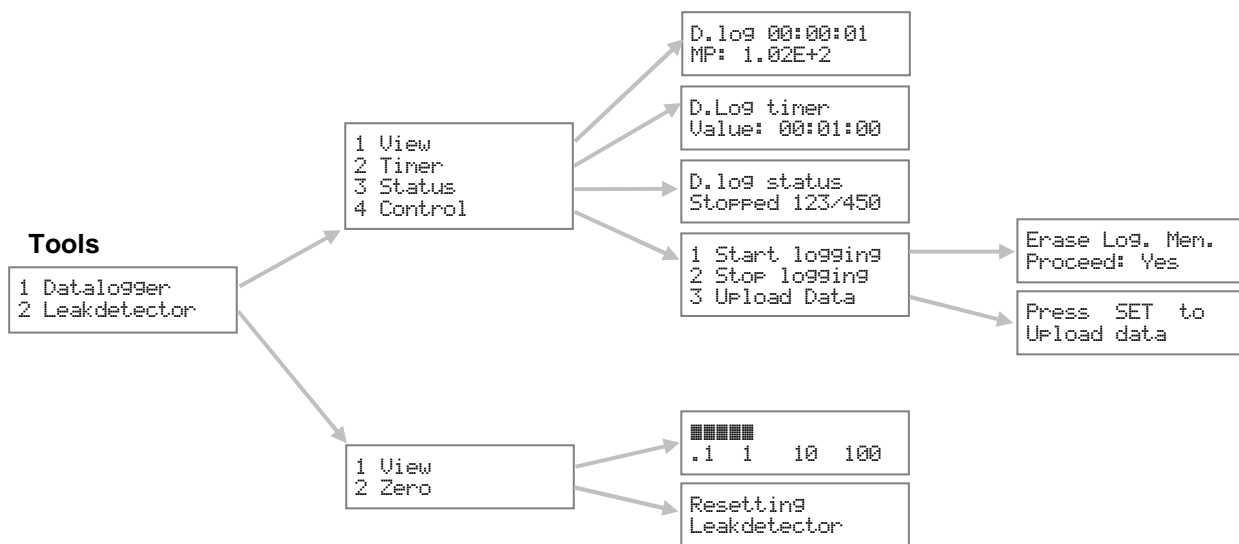 Tools
1 Datalogger
2 Leakdetector
1 View
2 Timer
3 Status
4 Control
D.log 00:00:01
MP: 1.02E+2
D.Log timer
Value: 00:01:00
D.log status
Stopped 123/450
1 Start logging
2 Stop logging
3 Upload Data
Erase Log. Mem.
Proceed: Yes
Press SET to
Upload data
1 View
2 Zero
.1 1 10 100
Resetting
Leakdetector